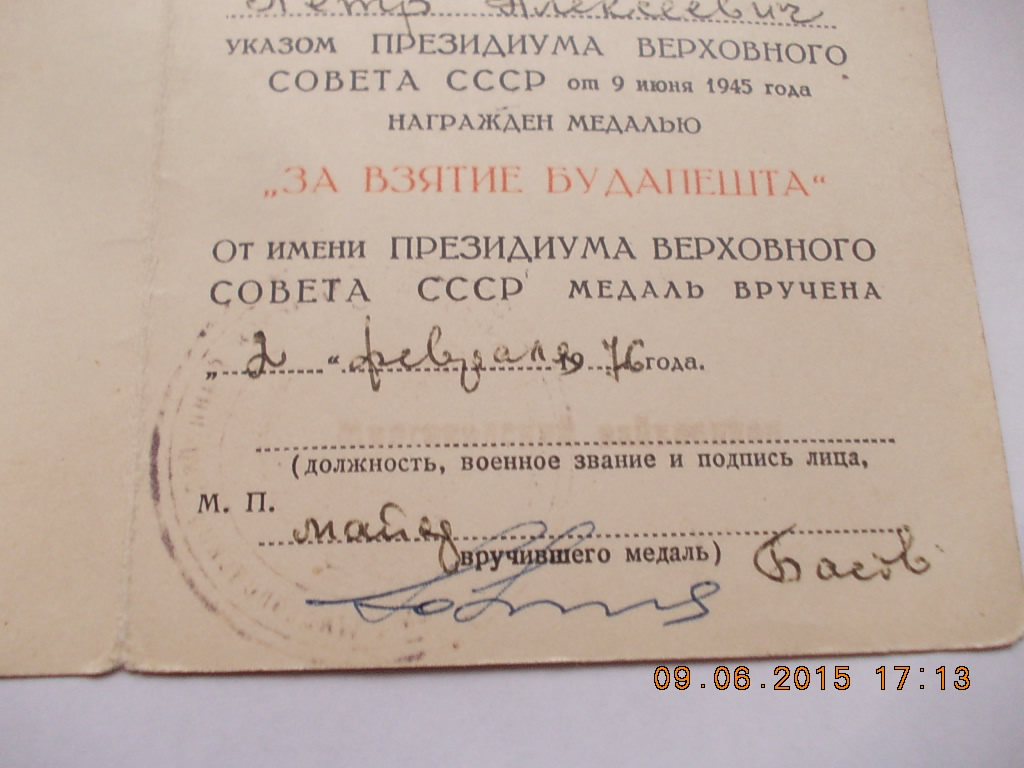 Петр Алексеевич
УКАЗОМ ПРЕЗИДИУМА ВЕРХОВНОГО
СОВЕТА СССР от 9 июня 1945 года
НАГРАЖДЕН МЕДАЛЬЮ
„ЗА ВЗЯТИЕ БУДАПЕШТА“
ОТ ИМЕНИ ПРЕЗИДИУМА ВЕРХОВНОГО
СОВЕТА СССР МЕДАЛЬ ВРУЧЕНА
„2“ февраля 1976 года.
(должность, военное звание и подпись лица,
М. П.
майор
вручившего медаль) Басов
09.06.2015 17:13